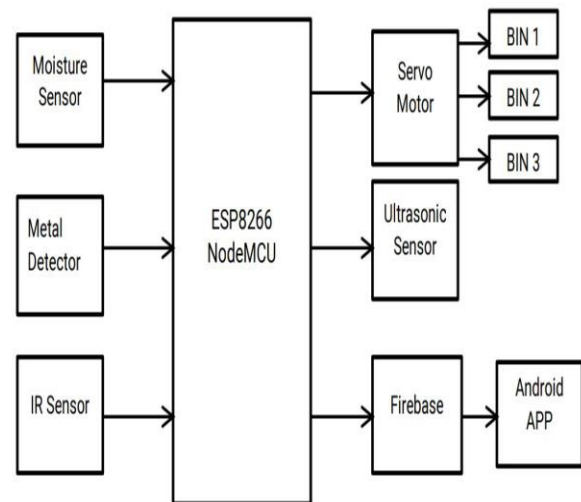 Moisture
Sensor
Metal
Detector
IR Sensor
ESP8266
NodeMCU
Servo
Motor
BIN 1
BIN 2
BIN 3
Ultrasonic
Sensor
Firebase
Android
APP